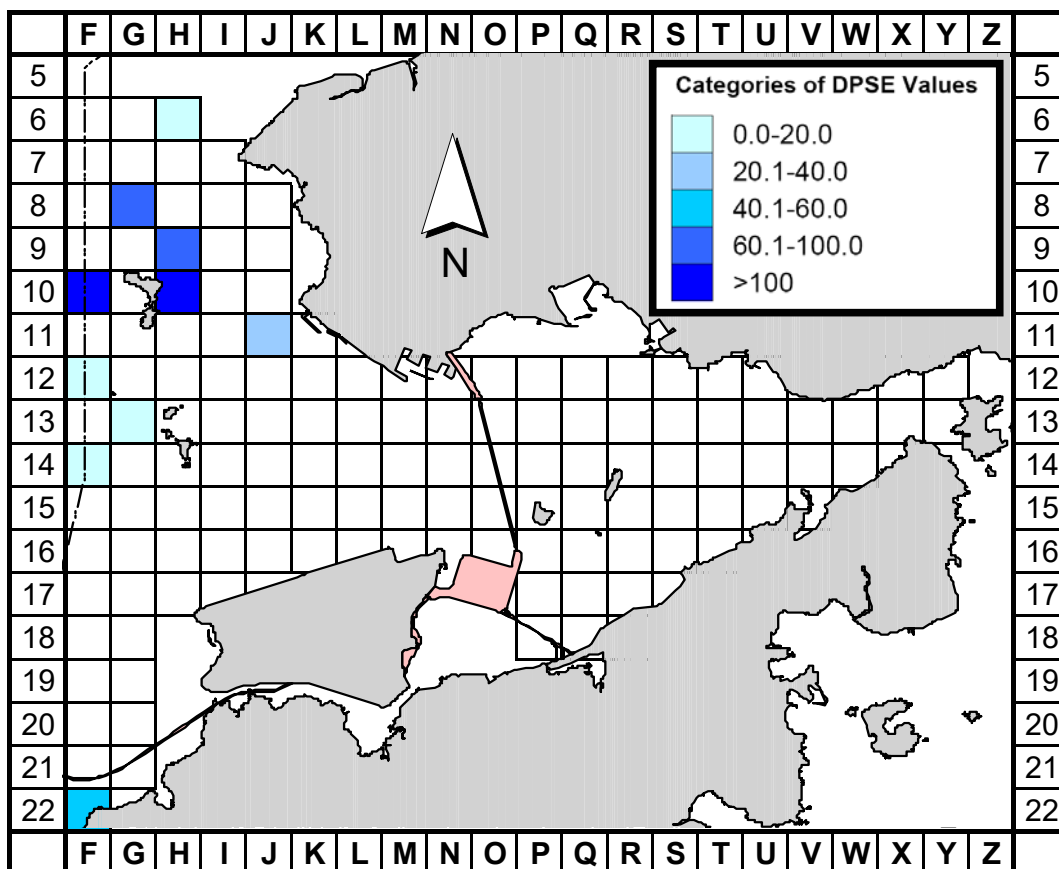 F G H I J K L M N O P Q R S T U V W X Y Z
5 5
Categories of DPSE Values
6 0.0-20.0 6
7 20.1-40.0 7
8 40.1-60.0 8
9 60.1-100.0 9
N
10 >100 10
11 11
12 12
13 13
14 14
15 15
16 16
17 17
18 18
19 19
20 20
21 21
22 22
F G H I J K L M N O P Q R S T U V W X Y Z